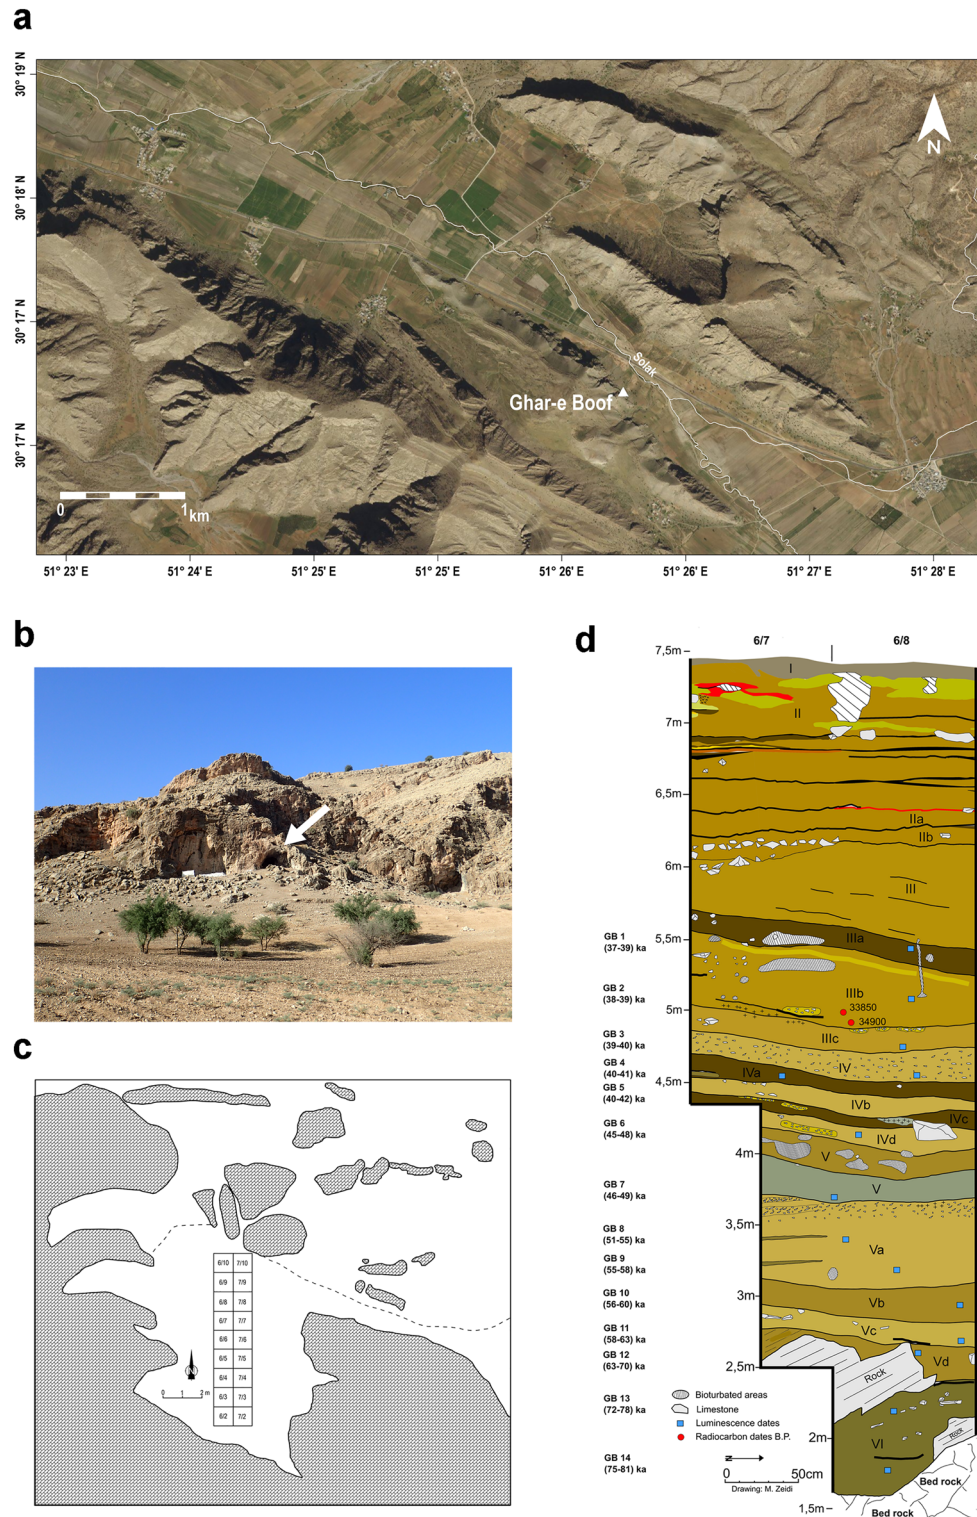 a
30° 19' N
30° 18' N
30° 17' N
30° 17' N
N
Solak
Ghar-e Boof
0 1 km
51° 23' E 51° 24' E 51° 25' E 51° 25' E 51° 26' E 51° 26' E 51° 27' E 51° 28' E
b
c
6/10 7/10
6/9 7/9
6/8 7/8
6/7 7/7
6/6 7/6
6/5 7/5
6/4 7/4
6/3 7/3
6/2 7/2
N
0 1 2 m
d
6/7 6/8
7,5m
I
II
7m
6,5m
IIa
IIb
6m
III
GB 1
(37-39) ka
5,5m
IIIa
GB 2
(38-39) ka
IIIb
33850
5m
34900
GB 3
(39-40) ka
IIIc
GB 4
(40-41) ka
IV
IVa
GB 5
(40-42) ka
4,5m
IVb
IVc
GB 6
(45-48) ka
IVd
4m
V
GB 7
(46-49) ka
V
GB 8
(51-55) ka
3,5m
Va
GB 9
(55-58) ka
GB 10
(56-60) ka
3m
Vb
GB 11
(58-63) ka
Vc
GB 12
(63-70) ka
2,5m
Vd
Rock
GB 13
(72-78) ka
Bioturbated areas
Limestone
Luminescence dates
Radiocarbon dates B.P.
2m
VI
Rock
GB 14
(75-81) ka
N
0 50cm
Drawing: M. Zeidi
Bed rock
1,5m
Bed rock